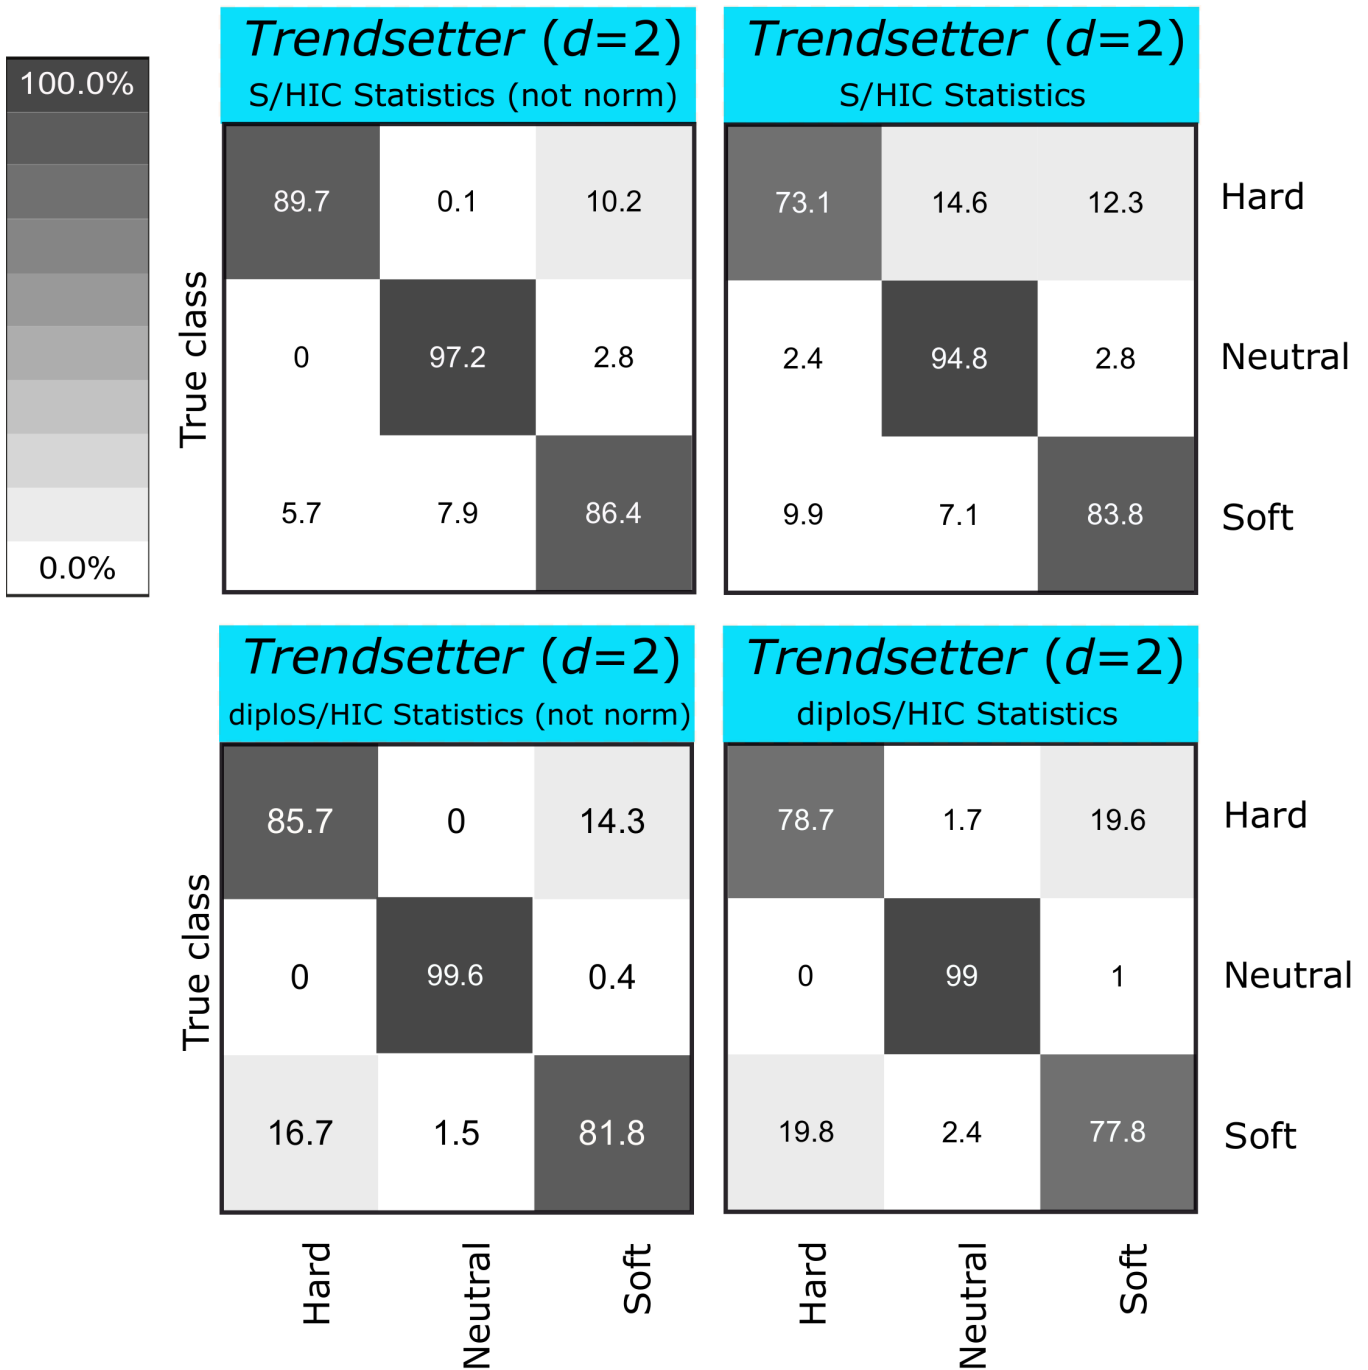 100.0%
0.0%
Trendsetter (d=2)
S/HIC Statistics (not norm)
True class
89.7 0.1 10.2
0 97.2 2.8
5.7 7.9 86.4
Trendsetter (d=2)
S/HIC Statistics
73.1 14.6 12.3
2.4 94.8 2.8
9.9 7.1 83.8
Hard
Neutral
Soft
Trendsetter (d=2)
diploS/HIC Statistics (not norm)
True class
85.7 0 14.3
0 99.6 0.4
16.7 1.5 81.8
Hard Neutral Soft
Trendsetter (d=2)
diploS/HIC Statistics
78.7 1.7 19.6
0 99 1
19.8 2.4 77.8
Hard
Neutral
Soft
Hard Neutral Soft